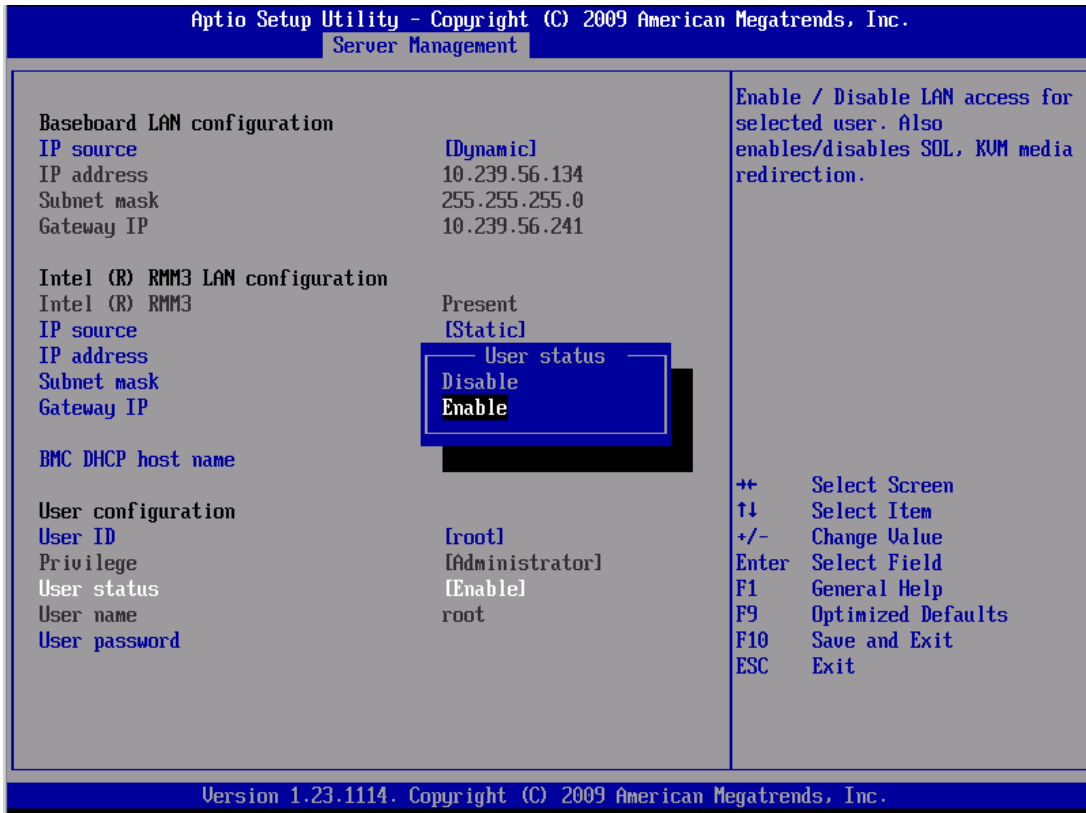 Aptio Setup Utility - Copyright (C) 2009 American Megatrends, Inc.
Server Management
Baseboard LAN configuration
IP source [Dynamic]
IP address 10.239.56.134
Subnet mask 255.255.255.0
Gateway IP 10.239.56.241
Intel (R) RMM3 LAN configuration
Intel (R) RMM3 Present
IP source [Static]
IP address
Subnet mask
Gateway IP
User status
Disable
Enable
BMC DHCP host name
User configuration
User ID [root]
Privilege [Administrator]
User status [Enable]
User name root
User password
Enable / Disable LAN access for
selected user. Also
enables/disables SOL, KVM media
redirection.
→← Select Screen
↑↓ Select Item
+/- Change Value
Enter Select Field
F1 General Help
F9 Optimized Defaults
F10 Save and Exit
ESC Exit
Version 1.23.1114. Copyright (C) 2009 American Megatrends, Inc.